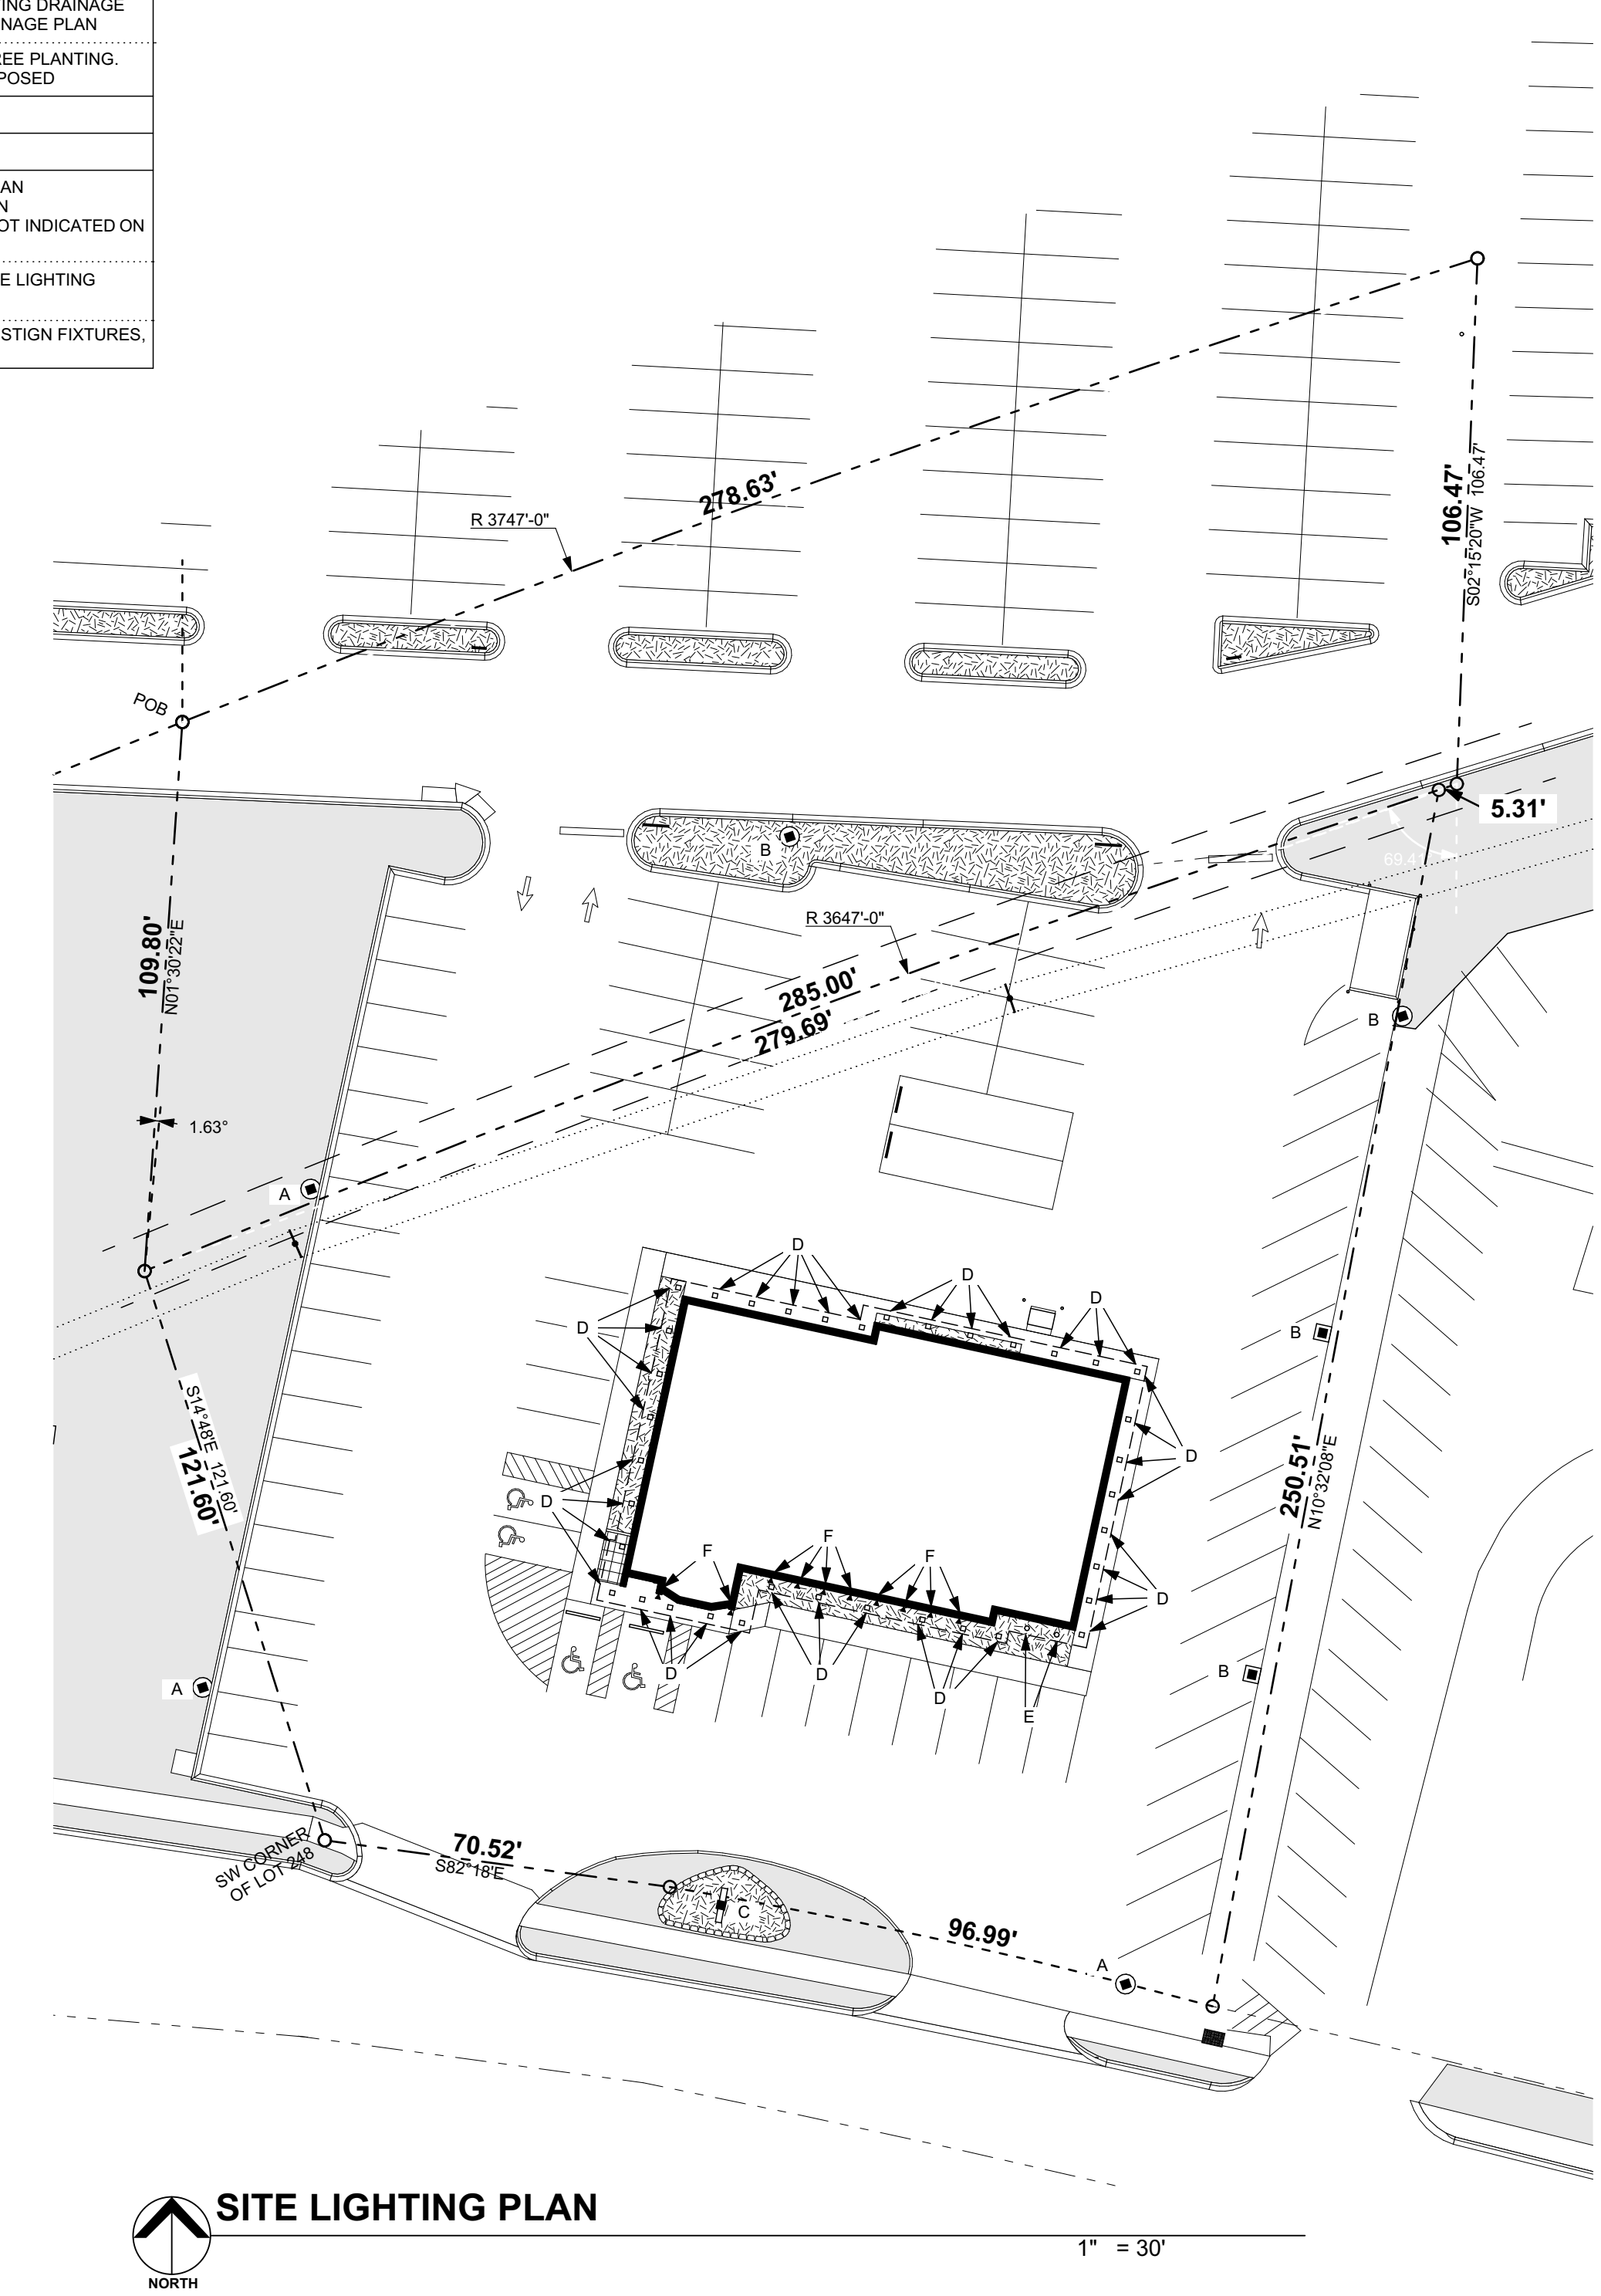 TING DRAINAGE
NAGE PLAN
REE PLANTING.
POSED
AN
N
OT INDICATED ON
E LIGHTING
STIGN FIXTURES,
278.63'
R 3747'-0"
106.47'
S02°15'20"W 106.47'
POB
5.31'
69.41°
B
R 3647'-0"
109.80'
N01°30'22"E
285.00'
279.69'
B
1.63°
A
D
D
D
D
B
S14°48'E 121.60'
121.60'
D
250.51'
N10°32'08"E
D
F
F
F
D
D
D
D
E
B
A
SW CORNER
OF LOT 248
70.52'
S82°18'E
C
96.99'
A
SITE LIGHTING PLAN
1" = 30'
NORTH